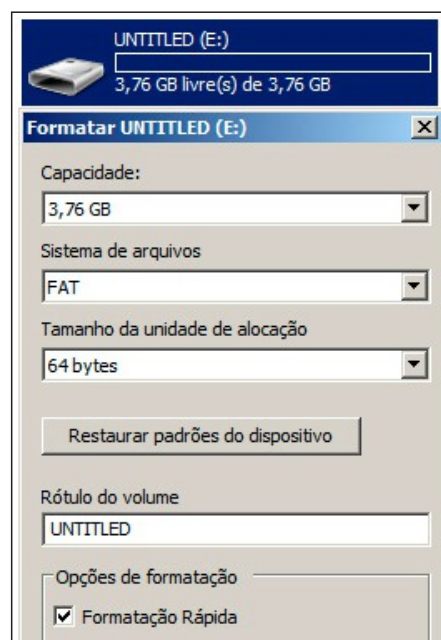 UNTITLED (E:)
3,76 GB livre(s) de 3,76 GB
Formatar UNTITLED (E:)
Capacidade:
3,76 GB
Sistema de arquivos
FAT
Tamanho da unidade de alocação
64 bytes
Restaurar padrões do dispositivo
Rótulo do volume
UNTITLED
Opções de formatação
Formatação Rápida